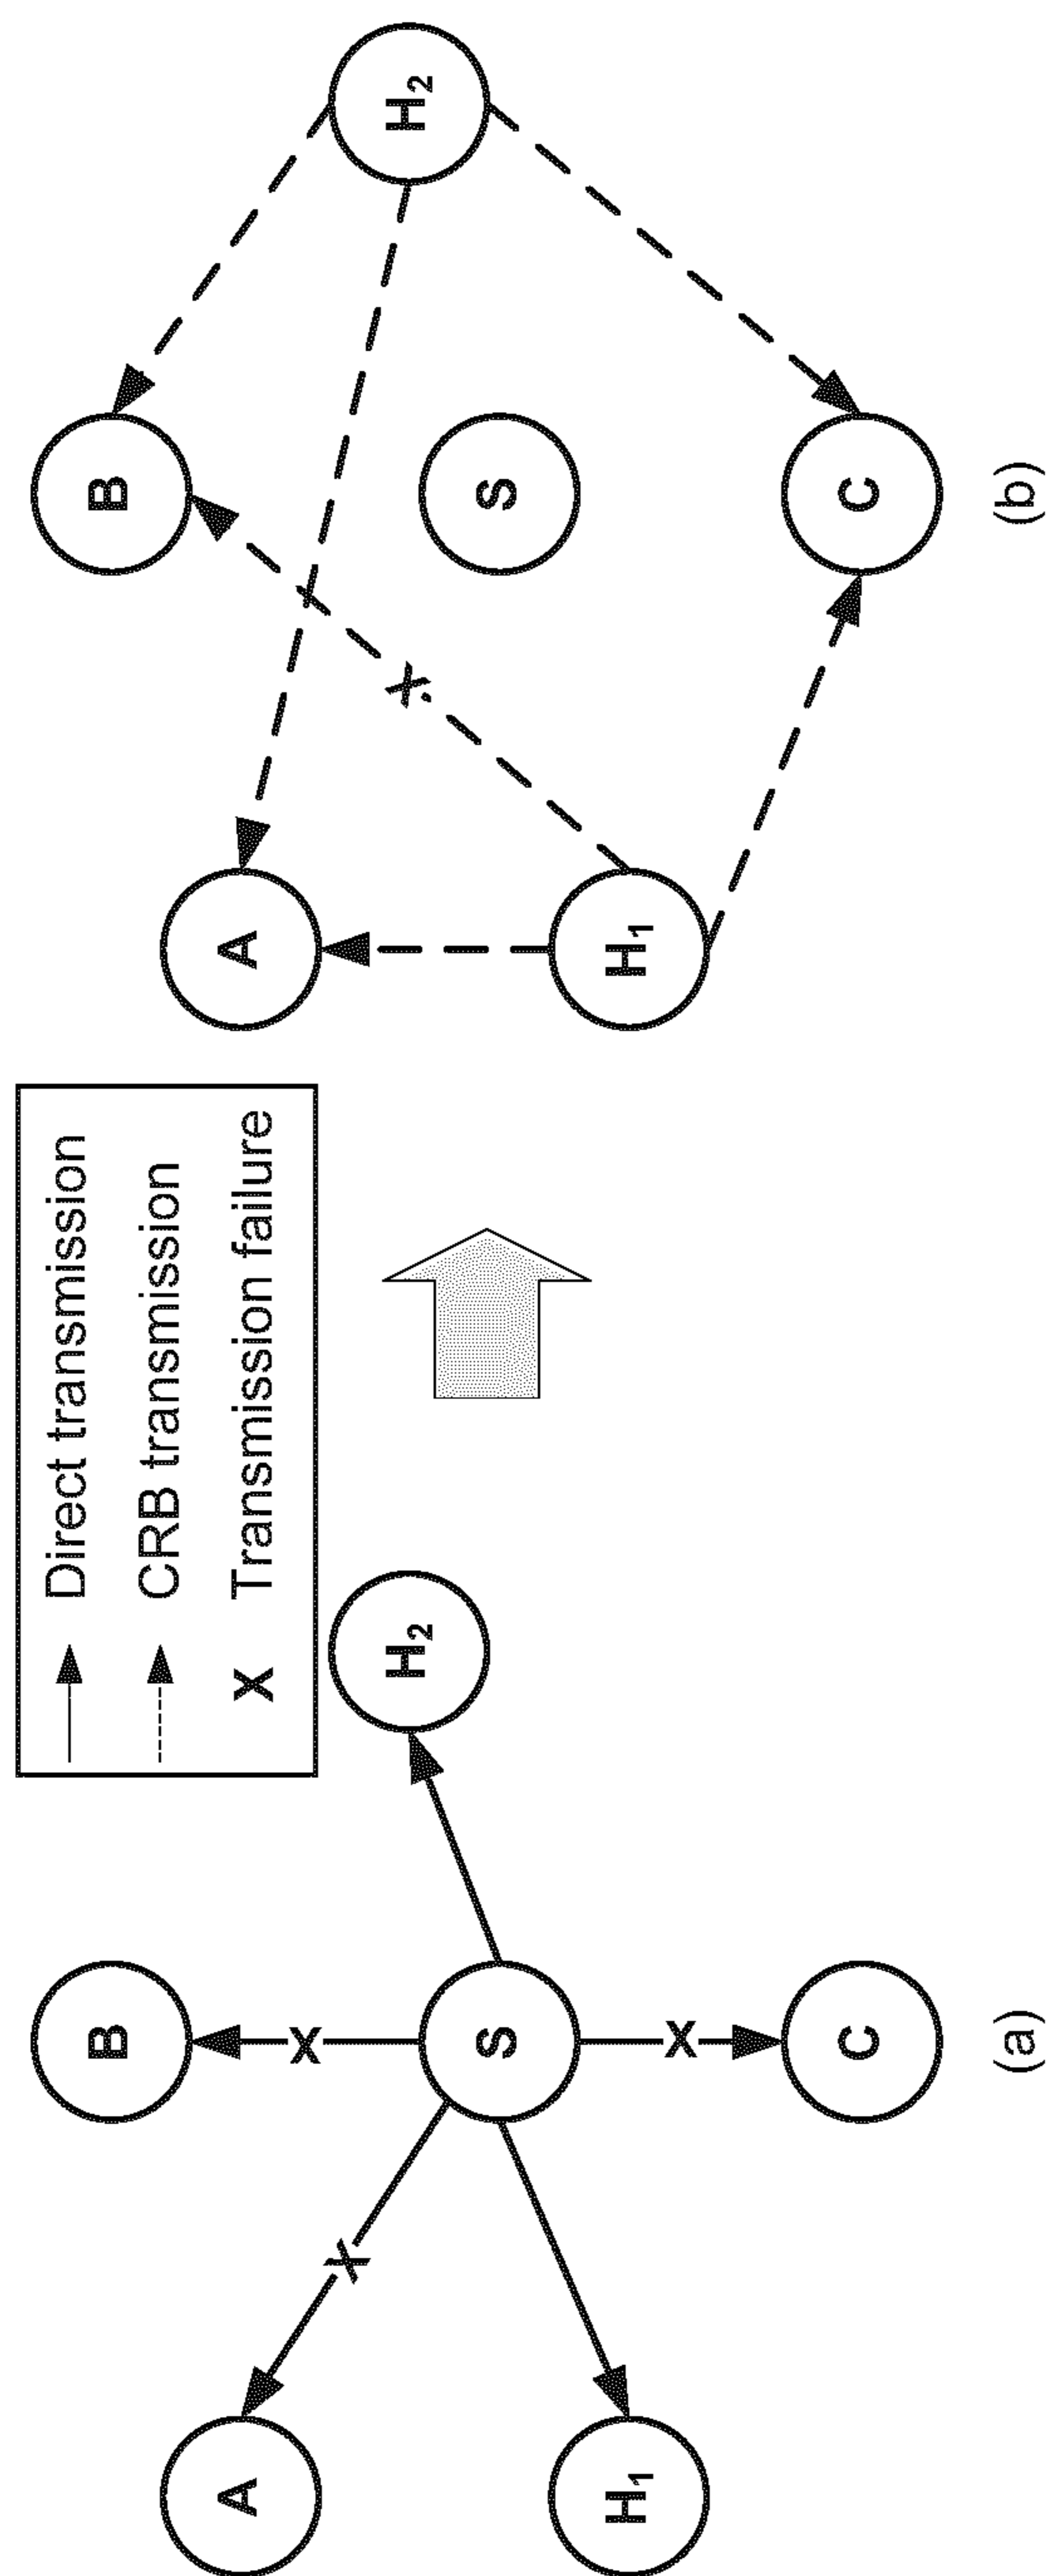 Direct transmission
CRB transmission
X Transmission failure
B
A
X
X
S
H₂
H₁
X
C
(a)
B
A
H₂
X
S
H₁
C
(b)